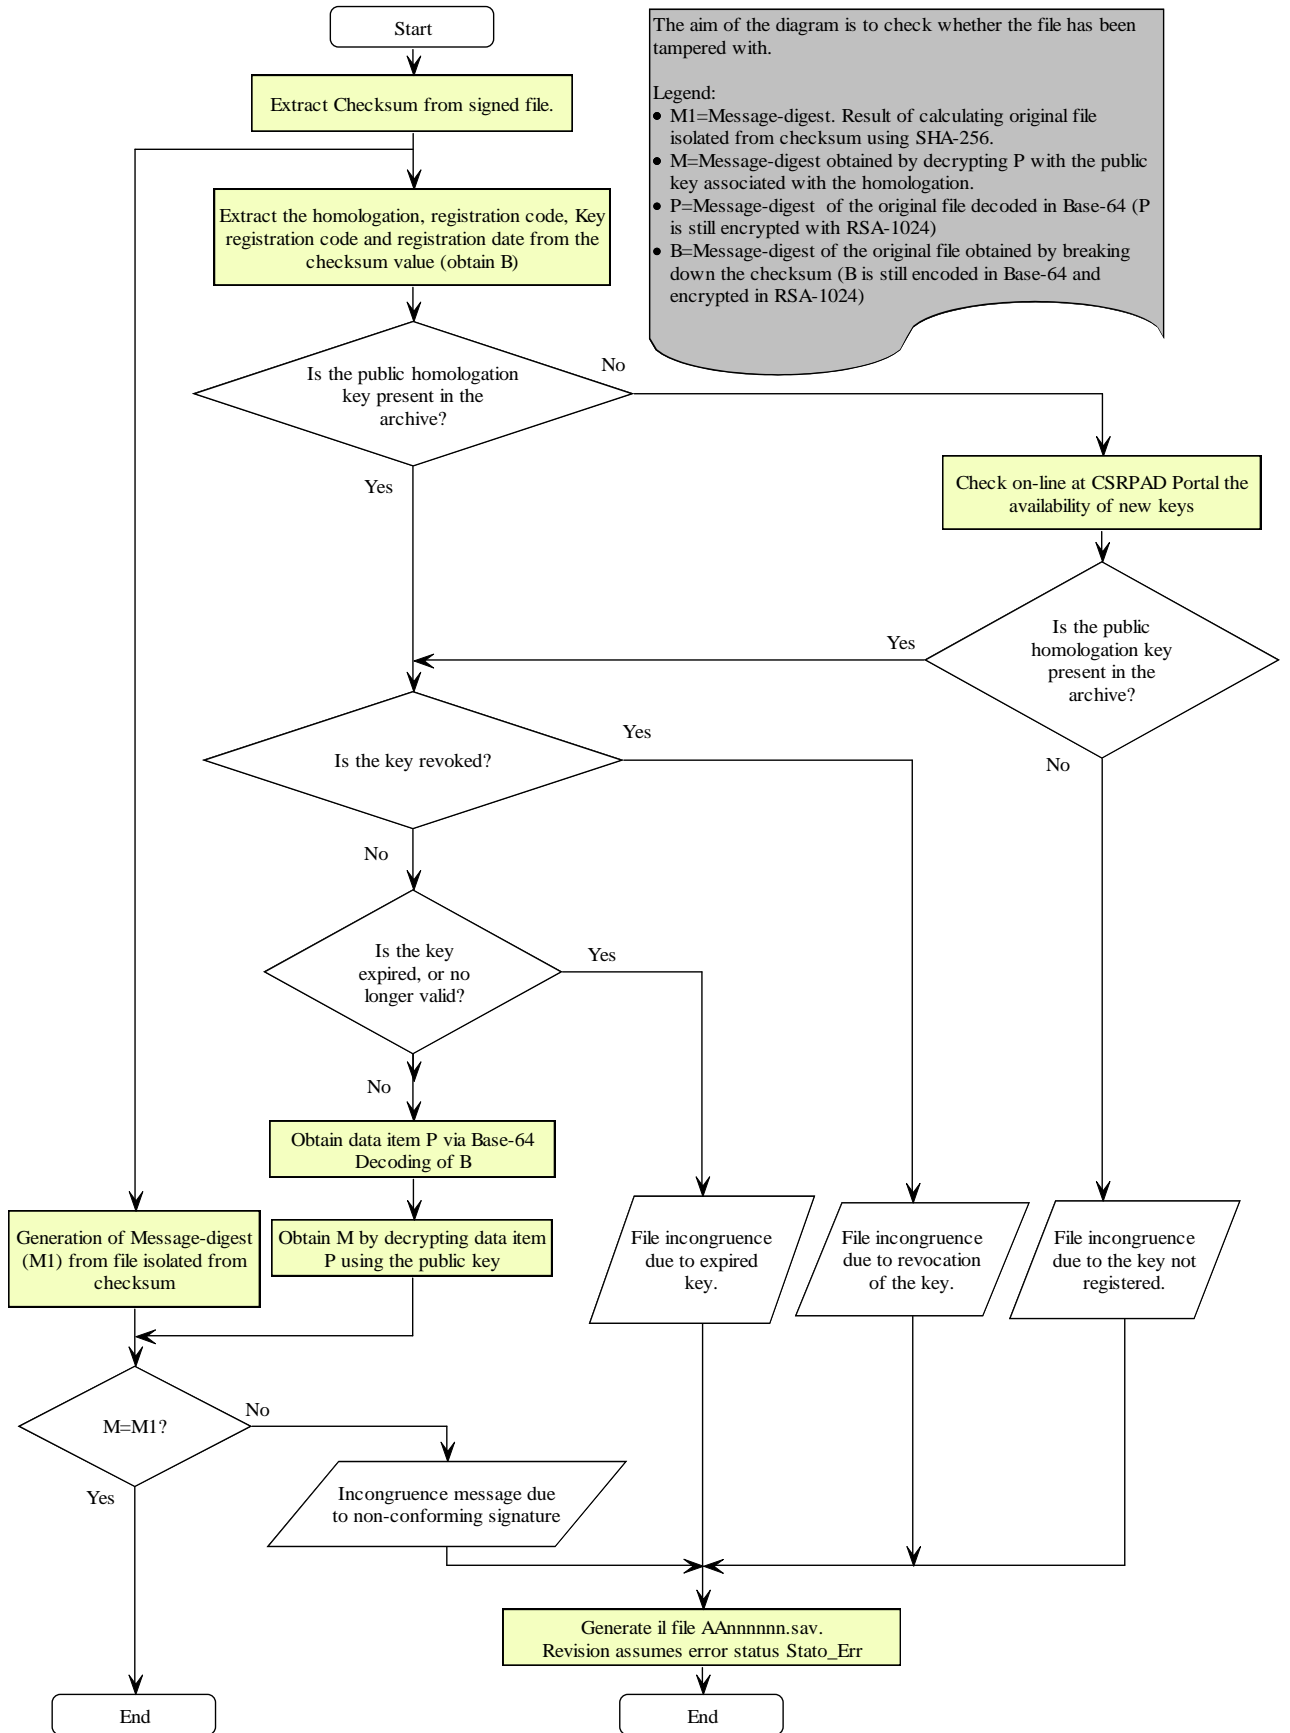 Start
The aim of the diagram is to check whether the file has been
tampered with.
Legend:
• M1=Message-digest. Result of calculating original file
isolated from checksum using SHA-256.
• M=Message-digest obtained by decrypting P with the public
key associated with the homologation.
• P=Message-digest of the original file decoded in Base-64 (P
is still encrypted with RSA-1024)
• B=Message-digest of the original file obtained by breaking
down the checksum (B is still encoded in Base-64 and
encrypted in RSA-1024)
Extract Checksum from signed file.
Extract the homologation, registration code, Key
registration code and registration date from the
checksum value (obtain B)
Is the public homologation
key present in the
archive?
No
Yes
Check on-line at CSRPAD Portal the
availability of new keys
Is the public
homologation key
present in the
archive?
Yes
No
Is the key revoked?
Yes
No
Is the key
expired, or no
longer valid?
Yes
No
Obtain data item P via Base-64
Decoding of B
Generation of Message-digest
(M1) from file isolated from
checksum
Obtain M by decrypting data item
P using the public key
File incongruence
due to expired
key.
File incongruence
due to revocation
of the key.
File incongruence
due to the key not
registered.
M=M1?
No
Yes
Incongruence message due
to non-conforming signature
Generate il file AAnnnnnn.sav.
Revision assumes error status Stato_Err
End
End